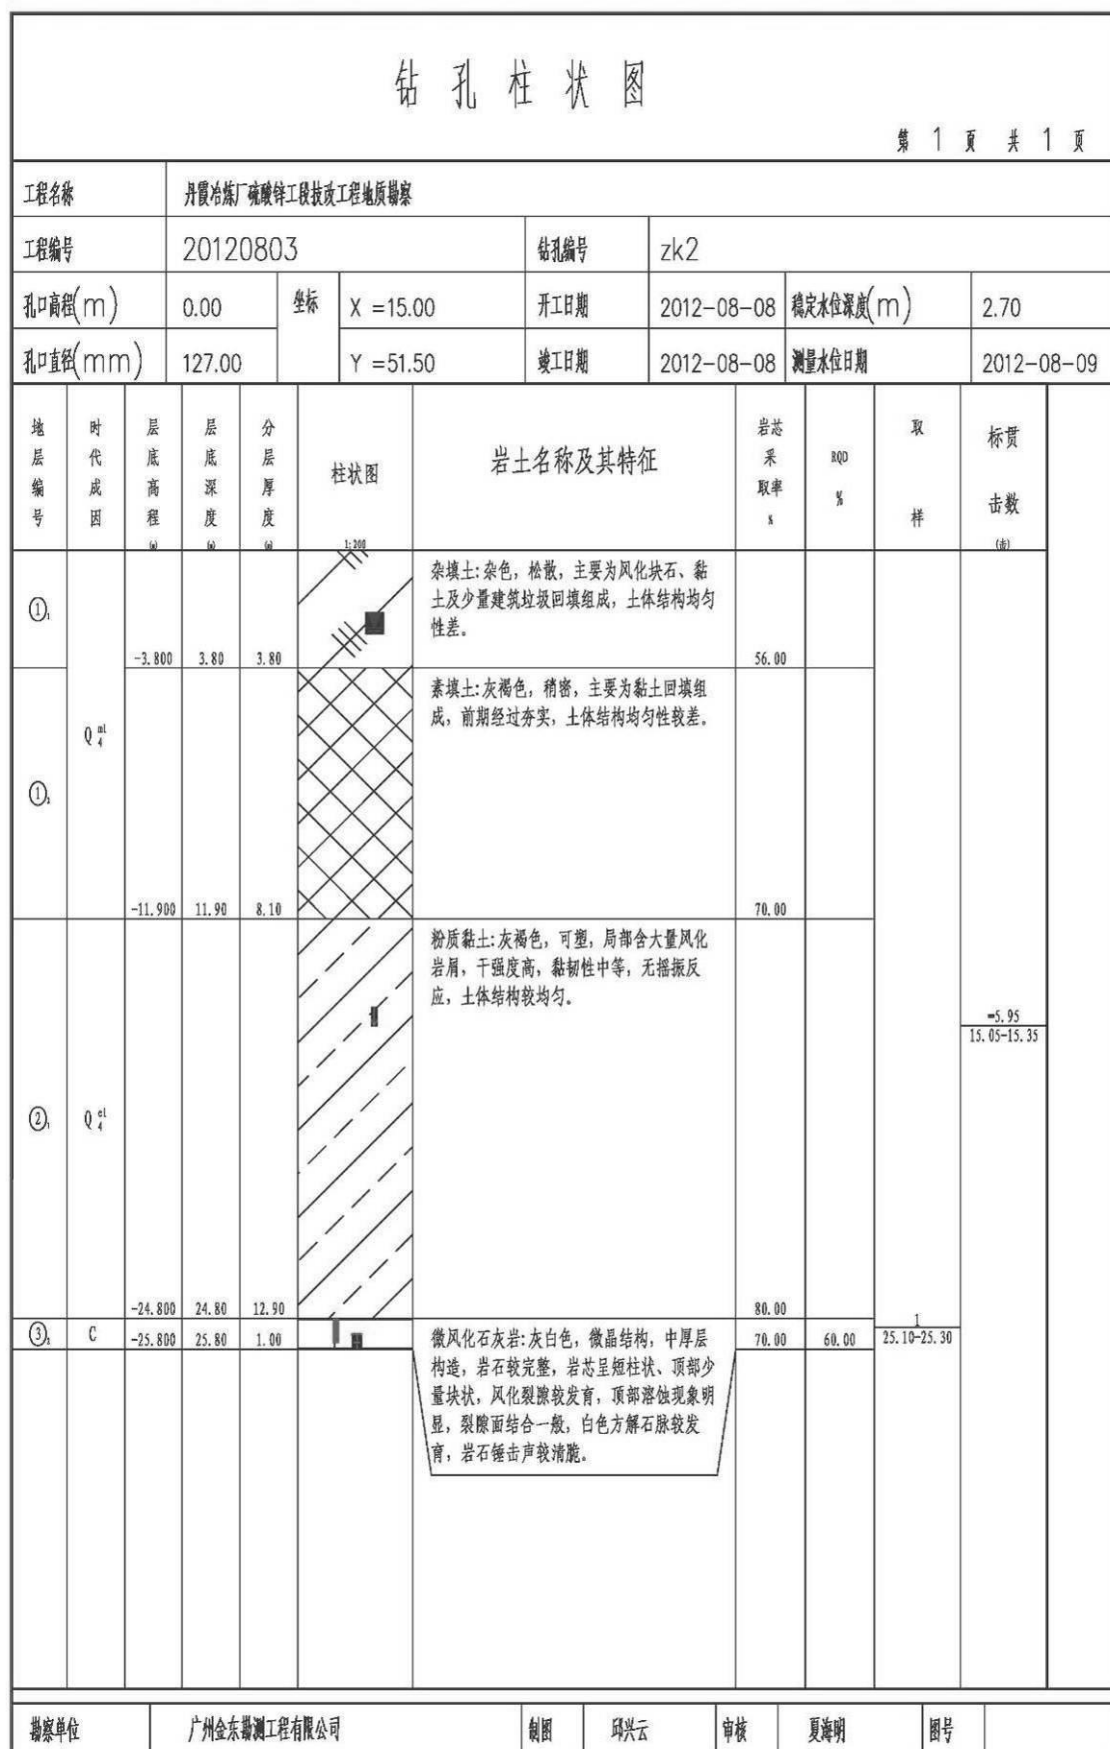 钻孔柱状图
第 1 页 共 1 页
工程名称 丹霞冶炼厂硫酸锌工段技改工程地质勘察
工程编号 20120803 钻孔编号 zk2
孔口高程(m) 0.00 坐标 X =15.00 开工日期 2012-08-08 稳定水位深度(m) 2.70
孔口直径(mm) 127.00 Y =51.50 竣工日期 2012-08-08 测量水位日期 2012-08-09
地层编号 时代成因 层底高程(m) 层底深度(m) 分层厚度(m) 柱状图 1:200 岩土名称及其特征 岩芯采取率% RQD % 取样 标贯击数(击)
①₁
杂填土:杂色，松散，主要为风化块石、黏
土及少量建筑垃圾回填组成，土体结构均匀
性差。
-3.800 3.80 3.80 56.00
Q₄ᵐˡ
①₂
素填土:灰褐色，稍密，主要为黏土回填组
成，前期经过夯实，土体结构均匀性较差。
-11.900 11.90 8.10 70.00
粉质黏土:灰褐色，可塑，局部含大量风化
岩屑，干强度高，黏韧性中等，无摇振反
应，土体结构较均匀。
=5.95
15.05-15.35
②₁ Q₄ᵉˡ
-24.800 24.80 12.90 80.00
③₂ C -25.800 25.80 1.00 70.00 60.00
1
25.10-25.30
微风化石灰岩:灰白色，微晶结构，中厚层
构造，岩石较完整，岩芯呈短柱状、顶部少
量块状，风化裂隙较发育，顶部溶蚀现象明
显，裂隙面结合一般，白色方解石脉较发
育，岩石锤击声较清脆。
勘察单位 广州金东勘测工程有限公司 制图 邱兴云 审核 夏海明 图号